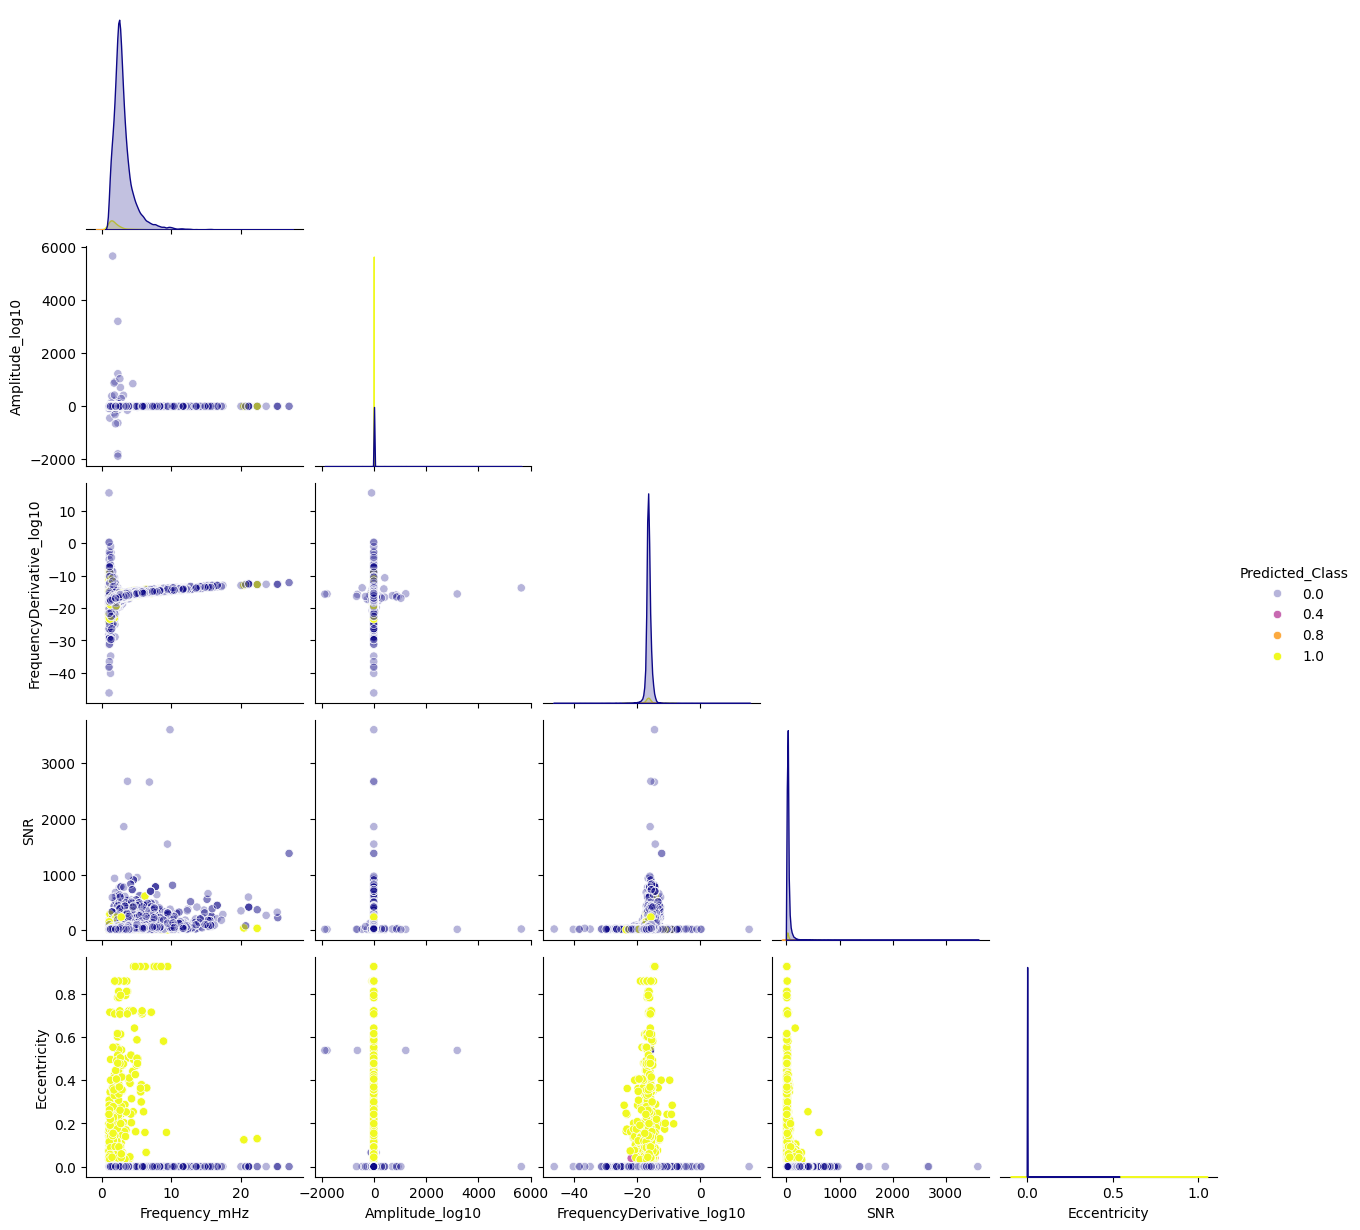 6000
4000
2000
0
−2000
Amplitude_log10
10
0
−10
−20
−30
−40
FrequencyDerivative_log10
3000
2000
1000
0
SNR
0.8
0.6
0.4
0.2
0.0
Eccentricity
0 10 20
Frequency_mHz
−2000 0 2000 4000 6000
Amplitude_log10
−40 −20 0
FrequencyDerivative_log10
0 1000 2000 3000
SNR
0.0 0.5 1.0
Eccentricity
Predicted_Class
0.0
0.4
0.8
1.0